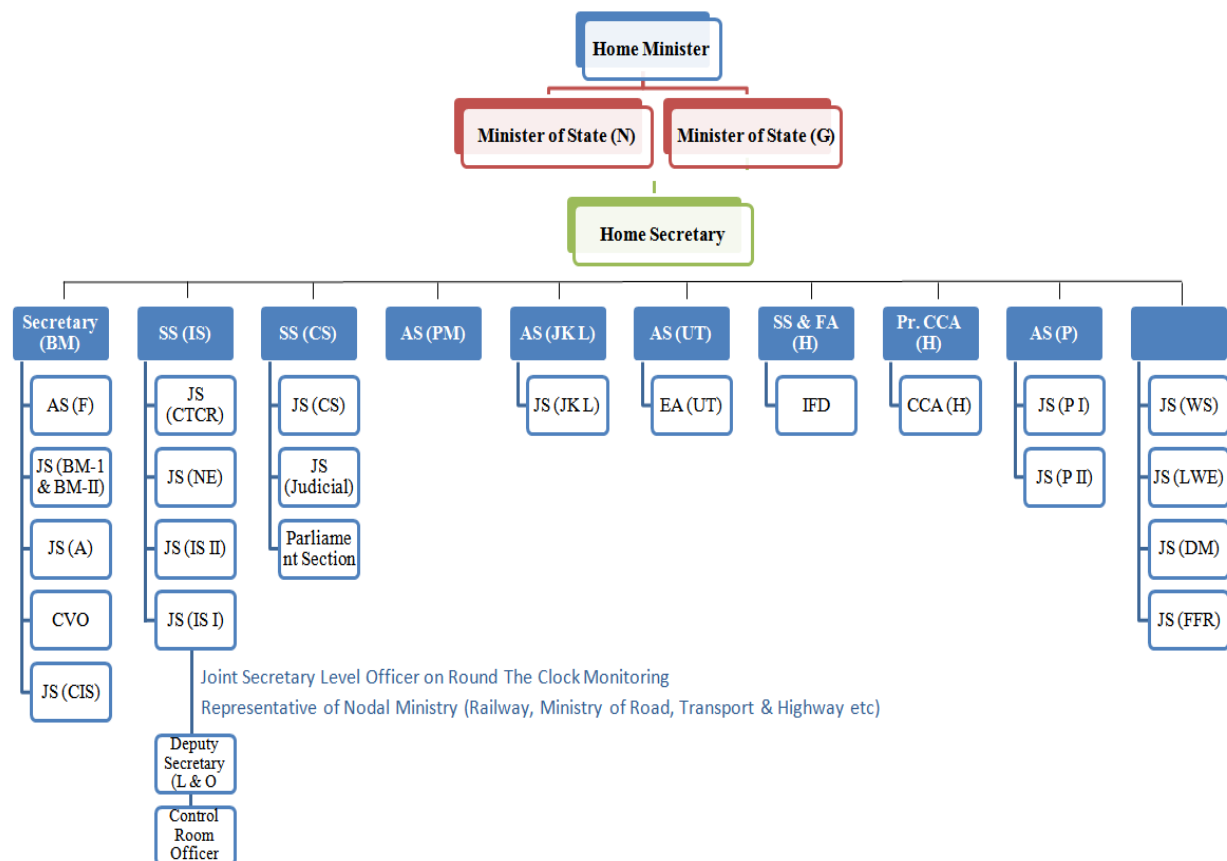 Home Minister
Minister of State (N)
Minister of State (G)
Home Secretary
Secretary
(BM)
SS (IS)
SS (CS)
AS (PM)
AS (JK L)
AS (UT)
SS & FA
(H)
Pr. CCA
(H)
AS (P)
AS (F)
JS
(CTCR)
JS (CS)
JS (JK L)
EA (UT)
IFD
CCA (H)
JS (P I)
JS (WS)
JS (BM-1
& BM-II)
JS (NE)
JS
(Judicial)
JS (P II)
JS (LWE)
JS (A)
JS (IS II)
Parliame
nt Section
JS (DM)
CVO
JS (IS I)
JS (FFR)
JS (CIS)
Joint Secretary Level Officer on Round The Clock Monitoring
Representative of Nodal Ministry (Railway, Ministry of Road, Transport & Highway etc)
Deputy
Secretary
(L & O
Control
Room
Officer